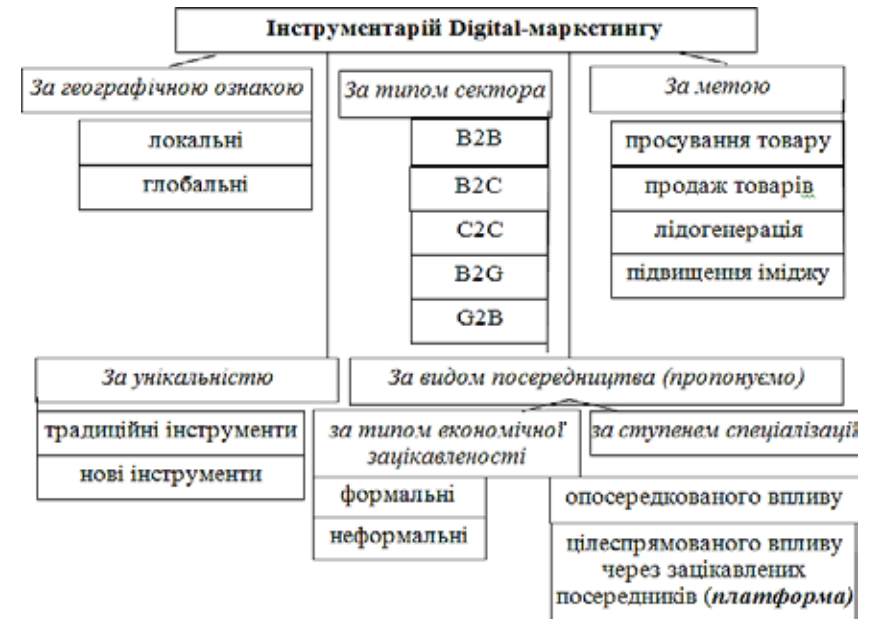 Інструментарій Digital-маркетингу
За географічною ознакою
локальні
глобальні
За типом сектора
B2B
B2C
C2C
B2G
G2B
За метою
просування товару
продаж товарів
лідогенерація
підвищення іміджу
За унікальністю
традиційні інструменти
нові інструменти
За видом посередництва (пропонуємо)
за типом економічної
зацікавленості
формальні
неформальні
за ступенем спеціалізації
опосередкованого впливу
цілеспрямованого впливу
через зацікавлених
посередників (платформа)